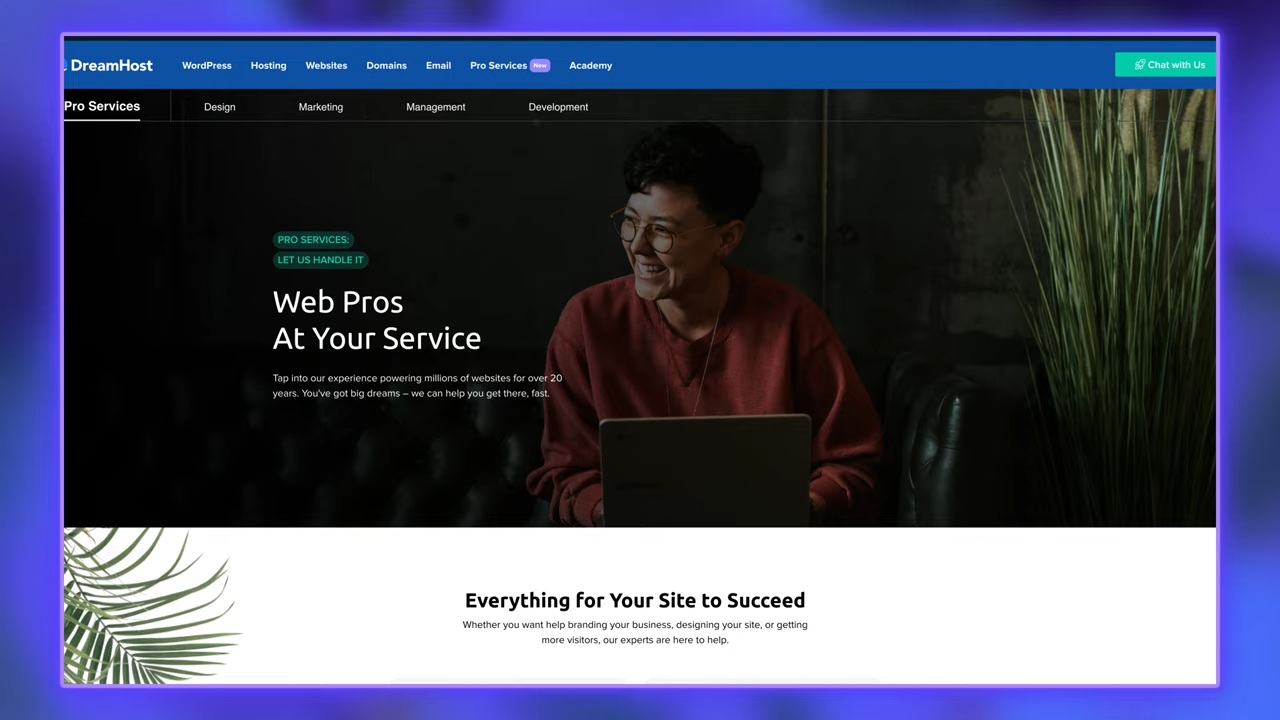 DreamHost
WordPress Hosting Websites Domains Email Pro Services New Academy
Chat with Us
Pro Services Design Marketing Management Development
PRO SERVICES:
LET US HANDLE IT
Web Pros
At Your Service
Tap into our experience powering millions of websites for over 20
years. You've got big dreams – we can help you get there, fast.
Everything for Your Site to Succeed
Whether you want help branding your business, designing your site, or getting
more visitors, our experts are here to help.